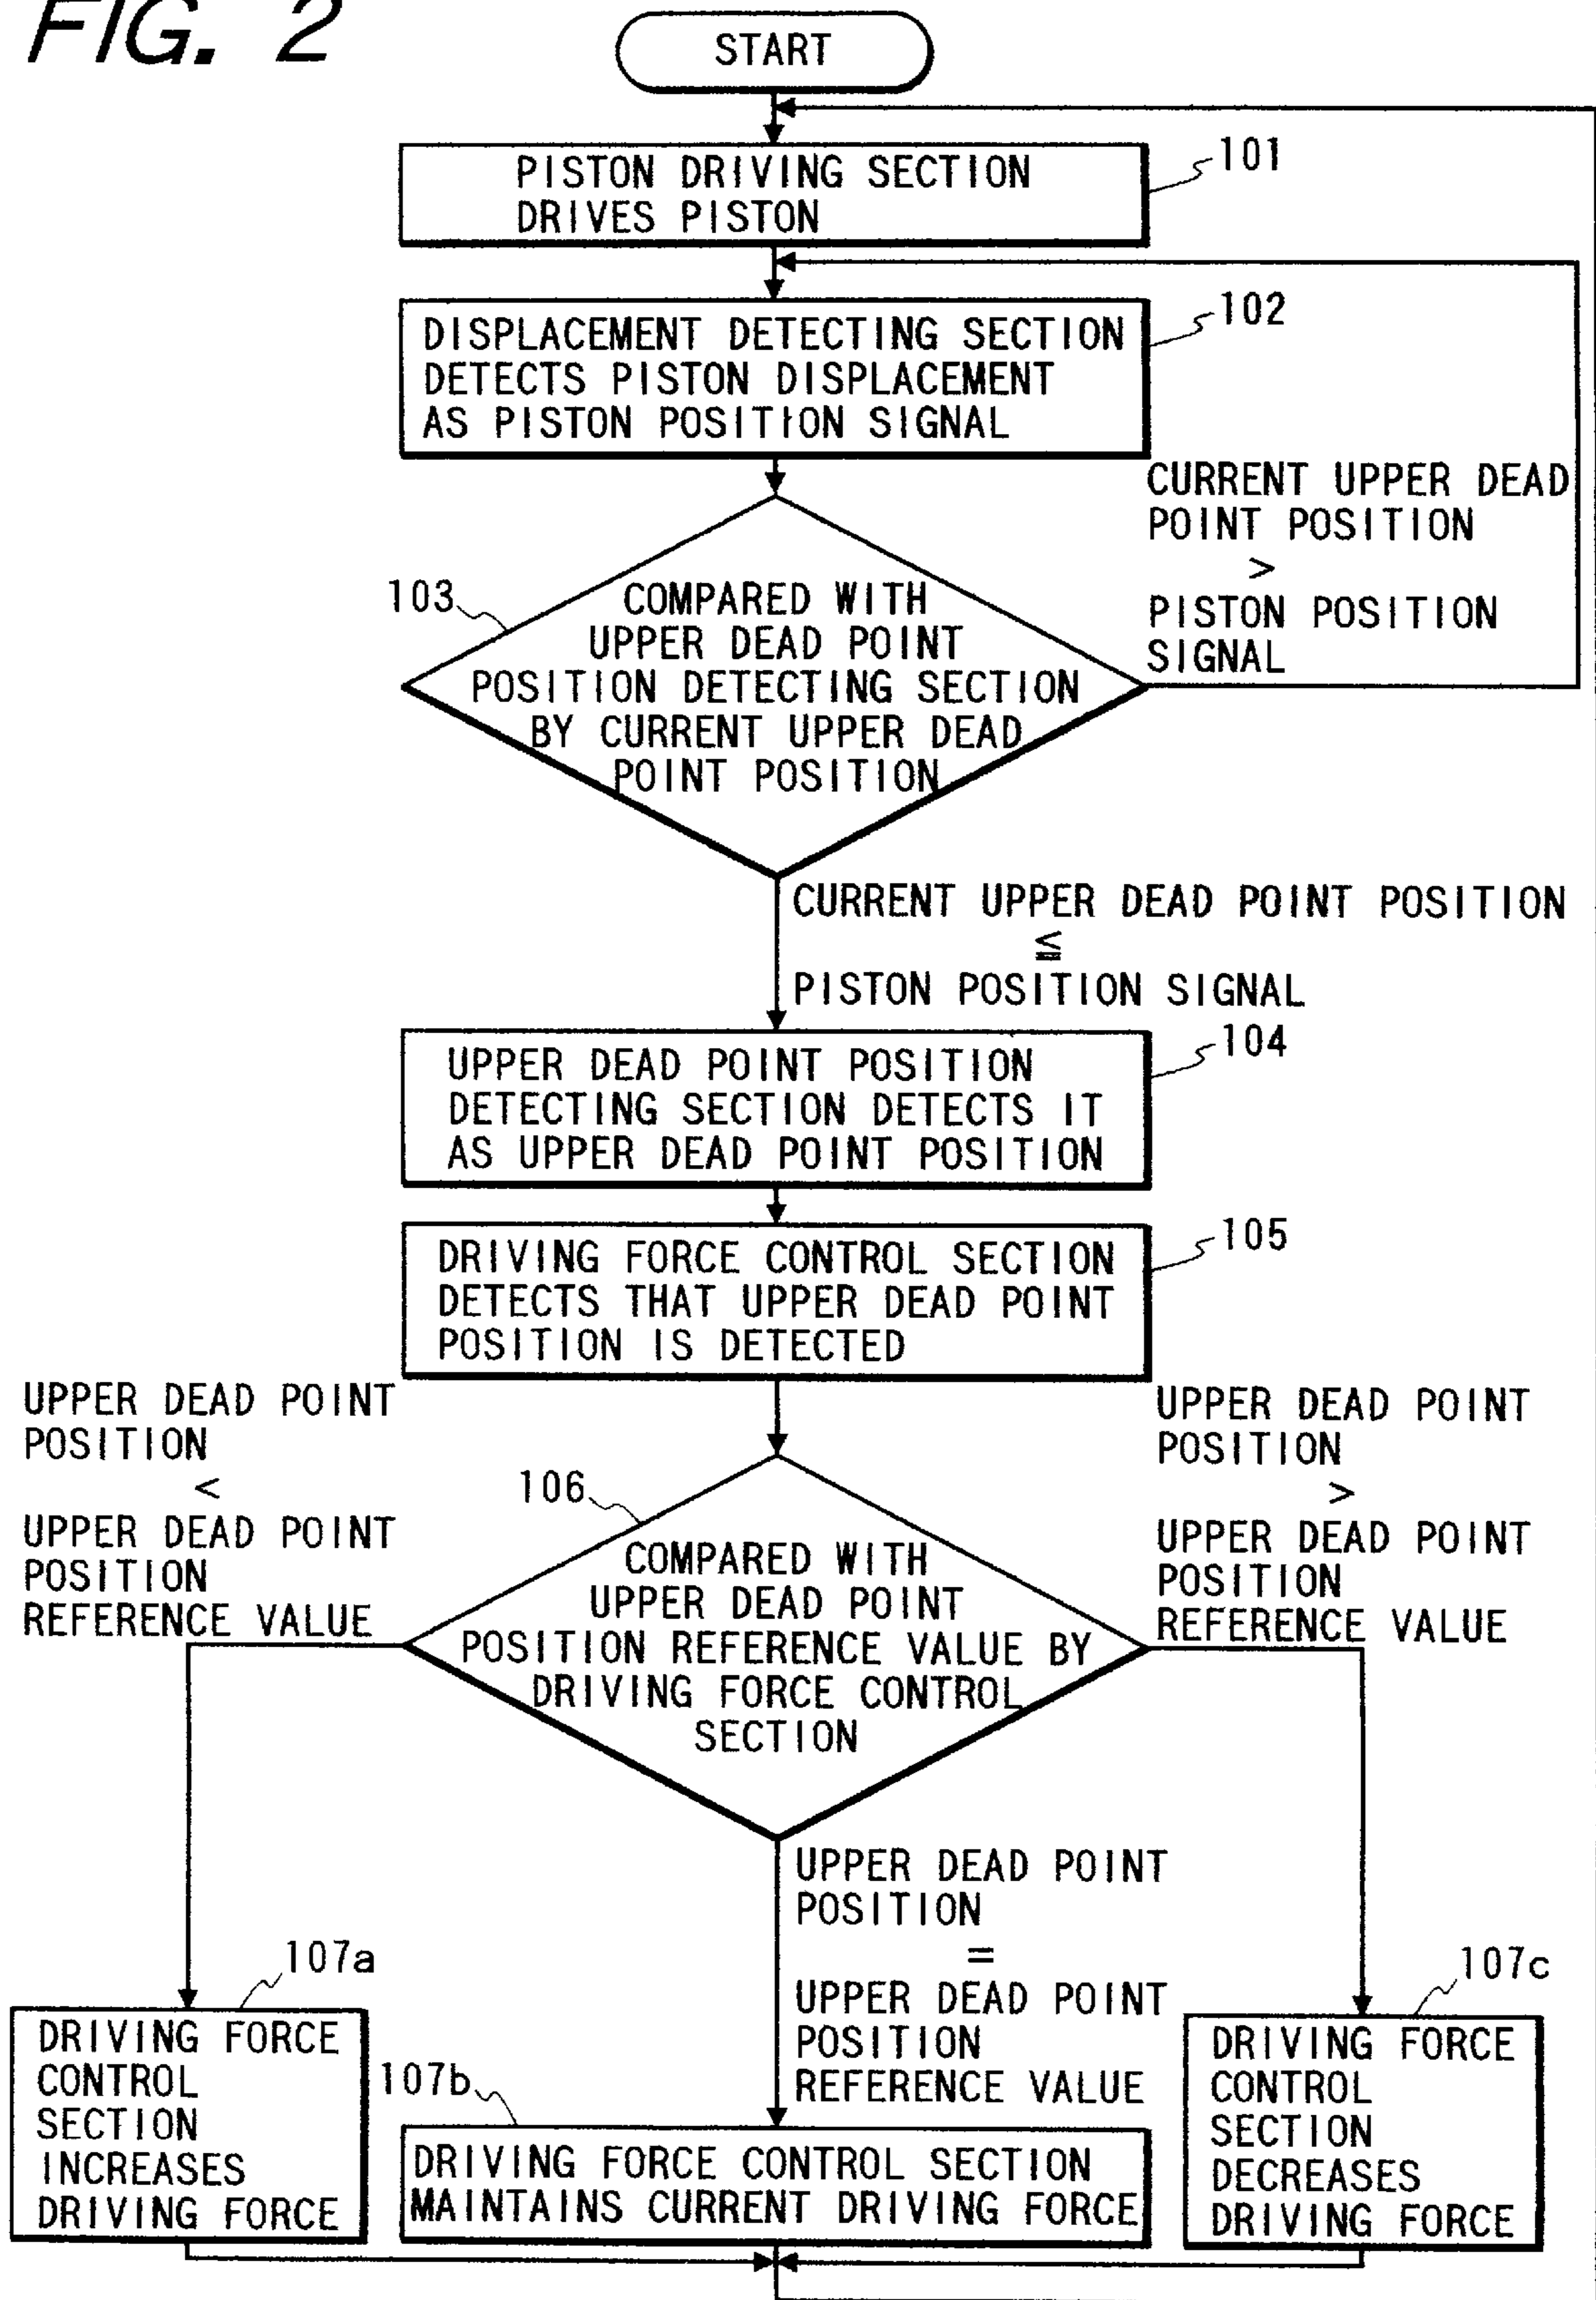 FIG. 2
START
PISTON DRIVING SECTION
DRIVES PISTON
101
DISPLACEMENT DETECTING SECTION
DETECTS PISTON DISPLACEMENT
AS PISTON POSITION SIGNAL
102
CURRENT UPPER DEAD
POINT POSITION
>
PISTON POSITION
SIGNAL
103
COMPARED WITH
UPPER DEAD POINT
POSITION DETECTING SECTION
BY CURRENT UPPER DEAD
POINT POSITION
CURRENT UPPER DEAD POINT POSITION
≦
PISTON POSITION SIGNAL
104
UPPER DEAD POINT POSITION
DETECTING SECTION DETECTS IT
AS UPPER DEAD POINT POSITION
105
DRIVING FORCE CONTROL SECTION
DETECTS THAT UPPER DEAD POINT
POSITION IS DETECTED
UPPER DEAD POINT
POSITION
<
UPPER DEAD POINT
POSITION
REFERENCE VALUE
UPPER DEAD POINT
POSITION
>
UPPER DEAD POINT
POSITION
REFERENCE VALUE
106
COMPARED WITH
UPPER DEAD POINT
POSITION REFERENCE VALUE BY
DRIVING FORCE CONTROL
SECTION
UPPER DEAD POINT
POSITION
=
UPPER DEAD POINT
POSITION
REFERENCE VALUE
107a
DRIVING FORCE
CONTROL
SECTION
INCREASES
DRIVING FORCE
107b
DRIVING FORCE CONTROL SECTION
MAINTAINS CURRENT DRIVING FORCE
107c
DRIVING FORCE
CONTROL
SECTION
DECREASES
DRIVING FORCE